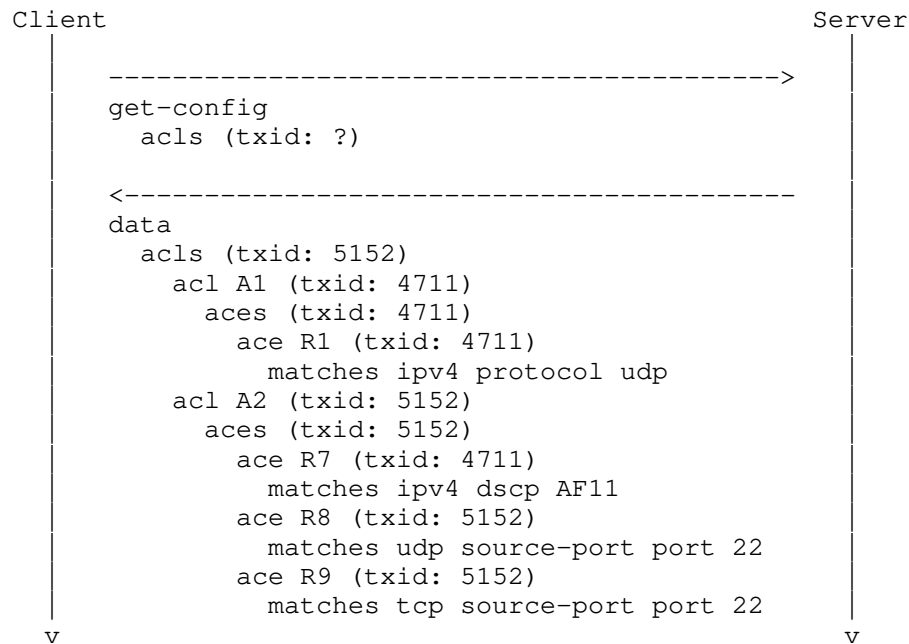 Client Server
------------------------------------------>
get-config
acls (txid: ?)
<------------------------------------------
data
acls (txid: 5152)
acl A1 (txid: 4711)
aces (txid: 4711)
ace R1 (txid: 4711)
matches ipv4 protocol udp
acl A2 (txid: 5152)
aces (txid: 5152)
ace R7 (txid: 4711)
matches ipv4 dscp AF11
ace R8 (txid: 5152)
matches udp source-port port 22
ace R9 (txid: 5152)
matches tcp source-port port 22
v v